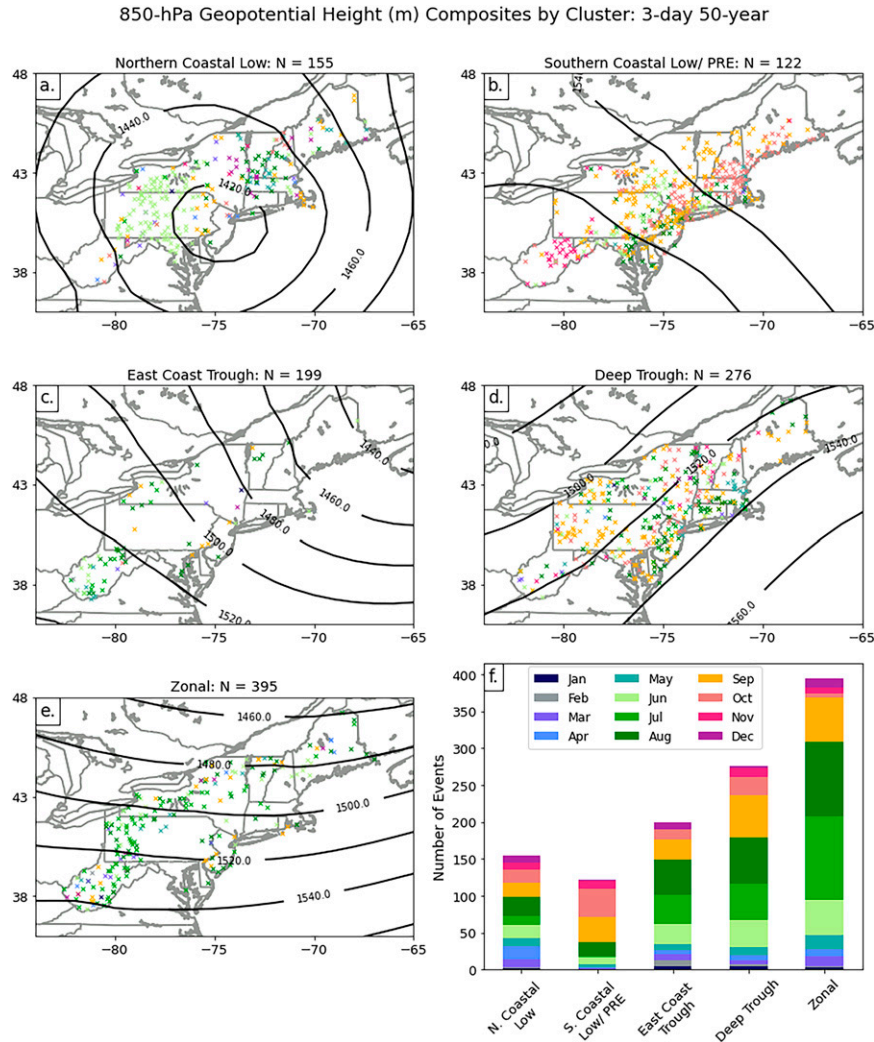 850-hPa Geopotential Height (m) Composites by Cluster: 3-day 50-year
Northern Coastal Low: N = 155
a.
1440.0
1420.0
1460.0
48
43
38
−80
−75
−70
−65
Southern Coastal Low/ PRE: N = 122
b.
48
43
38
−80
−75
−70
−65
East Coast Trough: N = 199
c.
1440.0
1460.0
1480.0
1500.0
1520.0
48
43
38
−80
−75
−70
−65
Deep Trough: N = 276
d.
1500.0
1520.0
1540.0
1560.0
48
43
38
−80
−75
−70
−65
Zonal: N = 395
e.
1460.0
1480.0
1500.0
1520.0
1540.0
48
43
38
−80
−75
−70
−65
f.
Jan
Feb
Mar
Apr
May
Jun
Jul
Aug
Sep
Oct
Nov
Dec
Number of Events
400
350
300
250
200
150
100
50
0
N. Coastal
Low
S. Coastal
Low/ PRE
East Coast
Trough
Deep Trough
Zonal